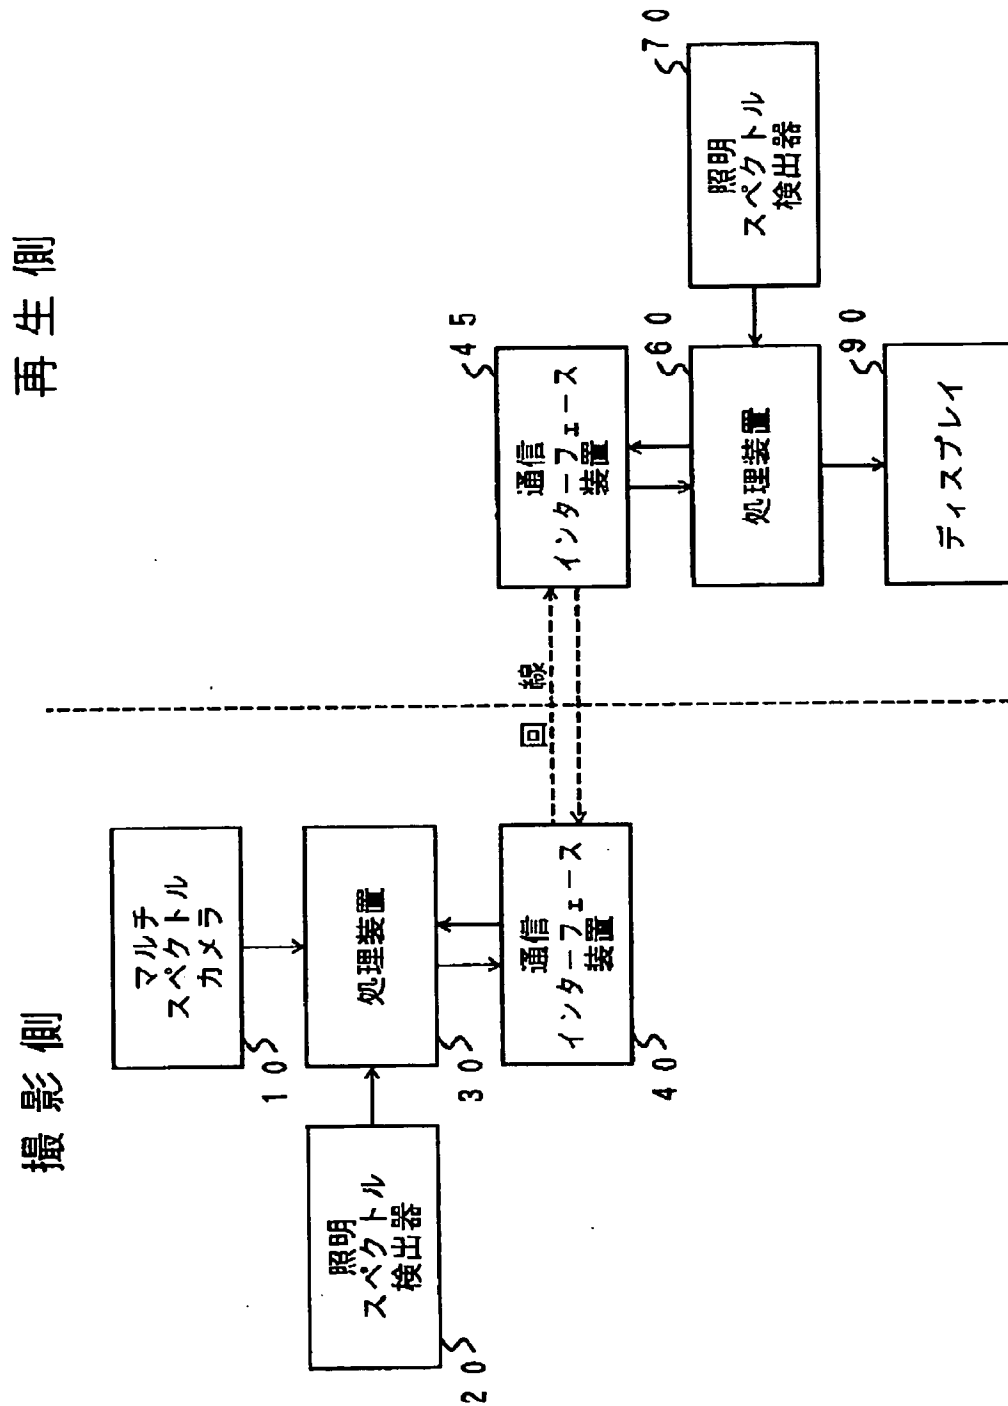 撮影側
再生側
マルチ
スペクトル
カメラ
10
照明
スペクトル
検出器
20
処理装置
30
通信
インターフェース
装置
40
回線
通信
インターフェース
装置
45
処理装置
60
照明
スペクトル
検出器
70
ディスプレイ
90